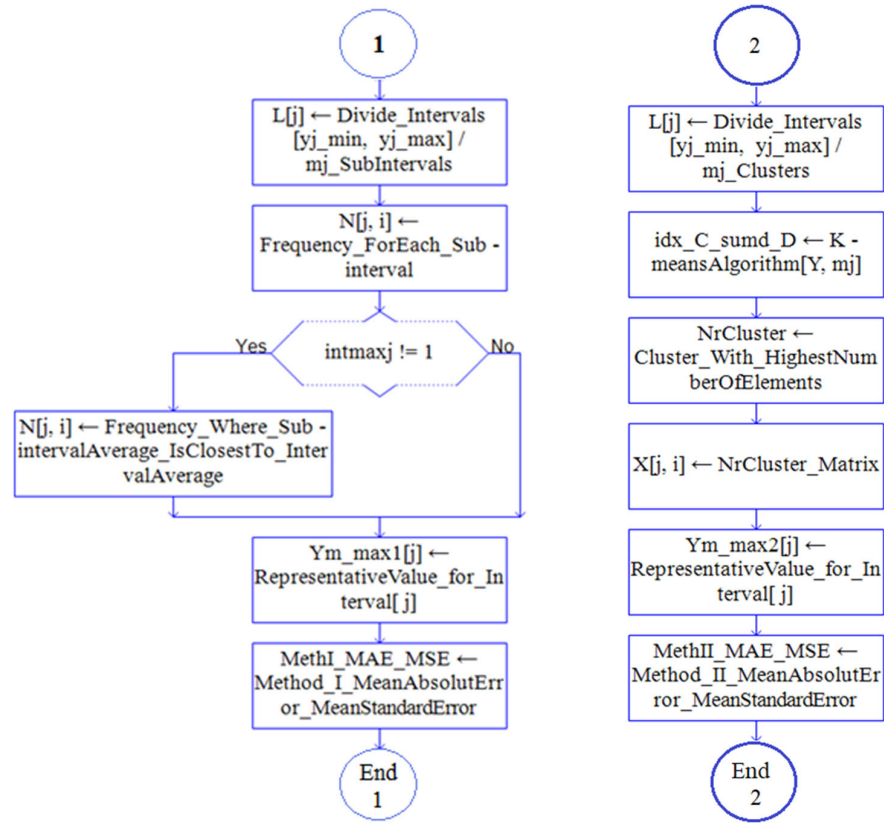 1
L[j] ← Divide_Intervals
[yj_min, yj_max] /
mj_SubIntervals
N[j, i] ←
Frequency_ForEach_Sub -
interval
Yes
intmaxj != 1
No
N[j, i] ← Frequency_Where_Sub -
intervalAverage_IsClosestTo_Inter
valAverage
Ym_max1[j] ←
RepresentativeValue_for_In
terval[ j]
MethI_MAE_MSE ←
Method_I_MeanAbsolutErr
or_MeanStandardError
End
1
2
L[j] ← Divide_Intervals
[yj_min, yj_max] /
mj_Clusters
idx_C_sumd_D ← K -
meansAlgorithm[Y, mj]
NrCluster ←
Cluster_With_HighestNum
berOfElements
X[j, i] ← NrCluster_Matrix
Ym_max2[j] ←
RepresentativeValue_for_In
terval[ j]
MethII_MAE_MSE ←
Method_II_MeanAbsolutEr
ror_MeanStandardError
End
2